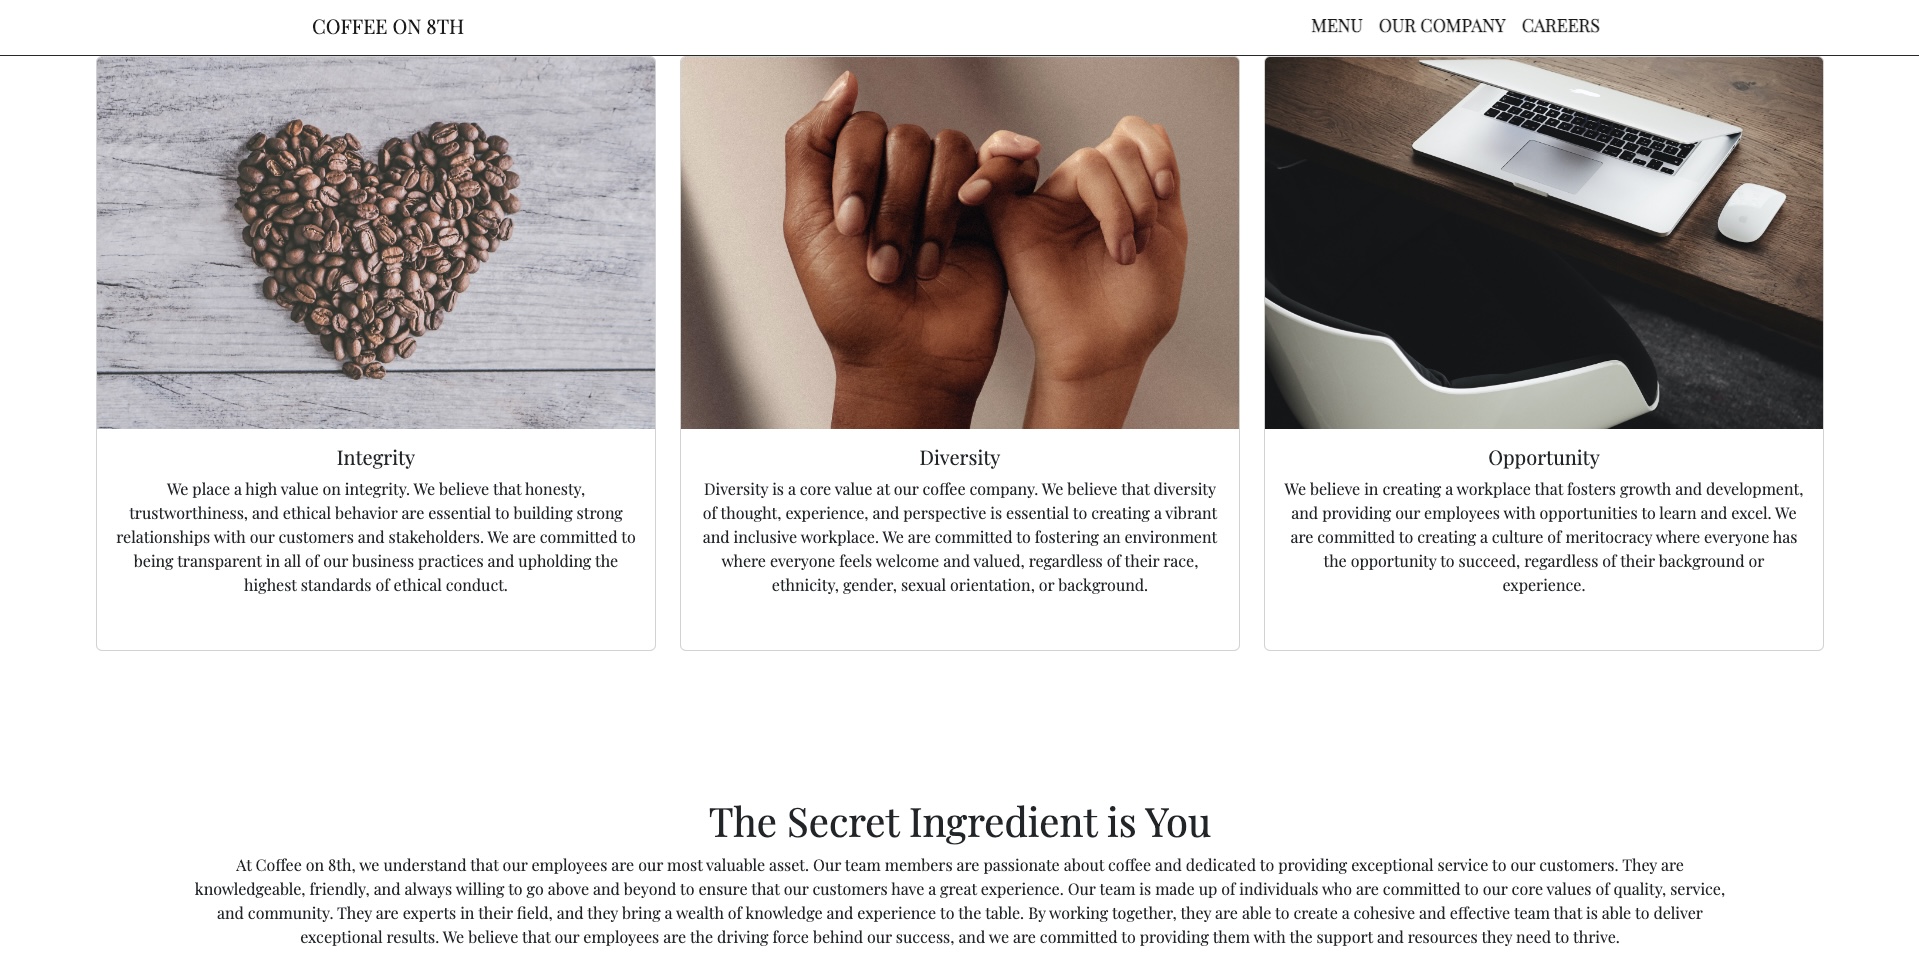 COFFEE ON 8TH
MENU OUR COMPANY CAREERS
Integrity
We place a high value on integrity. We believe that honesty,
trustworthiness, and ethical behavior are essential to building strong
relationships with our customers and stakeholders. We are committed to
being transparent in all of our business practices and upholding the
highest standards of ethical conduct.
Diversity
Diversity is a core value at our coffee company. We believe that diversity
of thought, experience, and perspective is essential to creating a vibrant
and inclusive workplace. We are committed to fostering an environment
where everyone feels welcome and valued, regardless of their race,
ethnicity, gender, sexual orientation, or background.
Opportunity
We believe in creating a workplace that fosters growth and development,
and providing our employees with opportunities to learn and excel. We
are committed to creating a culture of meritocracy where everyone has
the opportunity to succeed, regardless of their background or
experience.
The Secret Ingredient is You
At Coffee on 8th, we understand that our employees are our most valuable asset. Our team members are passionate about coffee and dedicated to providing exceptional service to our customers. They are
knowledgeable, friendly, and always willing to go above and beyond to ensure that our customers have a great experience. Our team is made up of individuals who are committed to our core values of quality, service,
and community. They are experts in their field, and they bring a wealth of knowledge and experience to the table. By working together, they are able to create a cohesive and effective team that is able to deliver
exceptional results. We believe that our employees are the driving force behind our success, and we are committed to providing them with the support and resources they need to thrive.